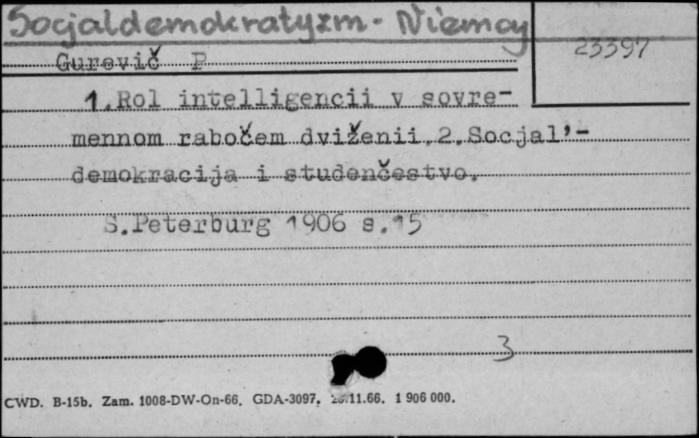 Socjaldemokratyzm - Niemcy
23397
Gurevič P
1.Rol intelligencii v sovre-
mennom rabočem dviženii.2.Socjal'-
demokracija i studenčestvo.
S.Peterburg 1906 s.15
3
CWD. B-15b. Zam. 1008-DW-On-66. GDA-3097. 11.66. 1 906 000.